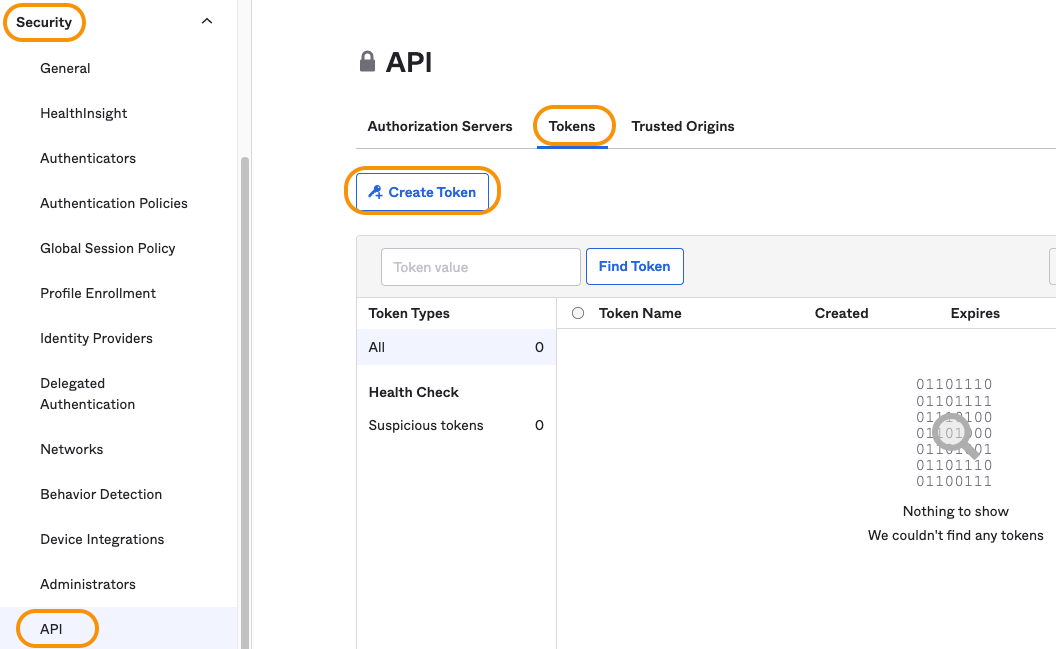 Security
General
HealthInsight
Authenticators
Authentication Policies
Global Session Policy
Profile Enrollment
Identity Providers
Delegated
Authentication
Networks
Behavior Detection
Device Integrations
Administrators
API
API
Authorization Servers Tokens Trusted Origins
Create Token
Token value Find Token
Token Types
All 0
Health Check
Suspicious tokens 0
Token Name Created Expires
01101110
01101111
Nothing to show
We couldn't find any tokens
01101110
01100111